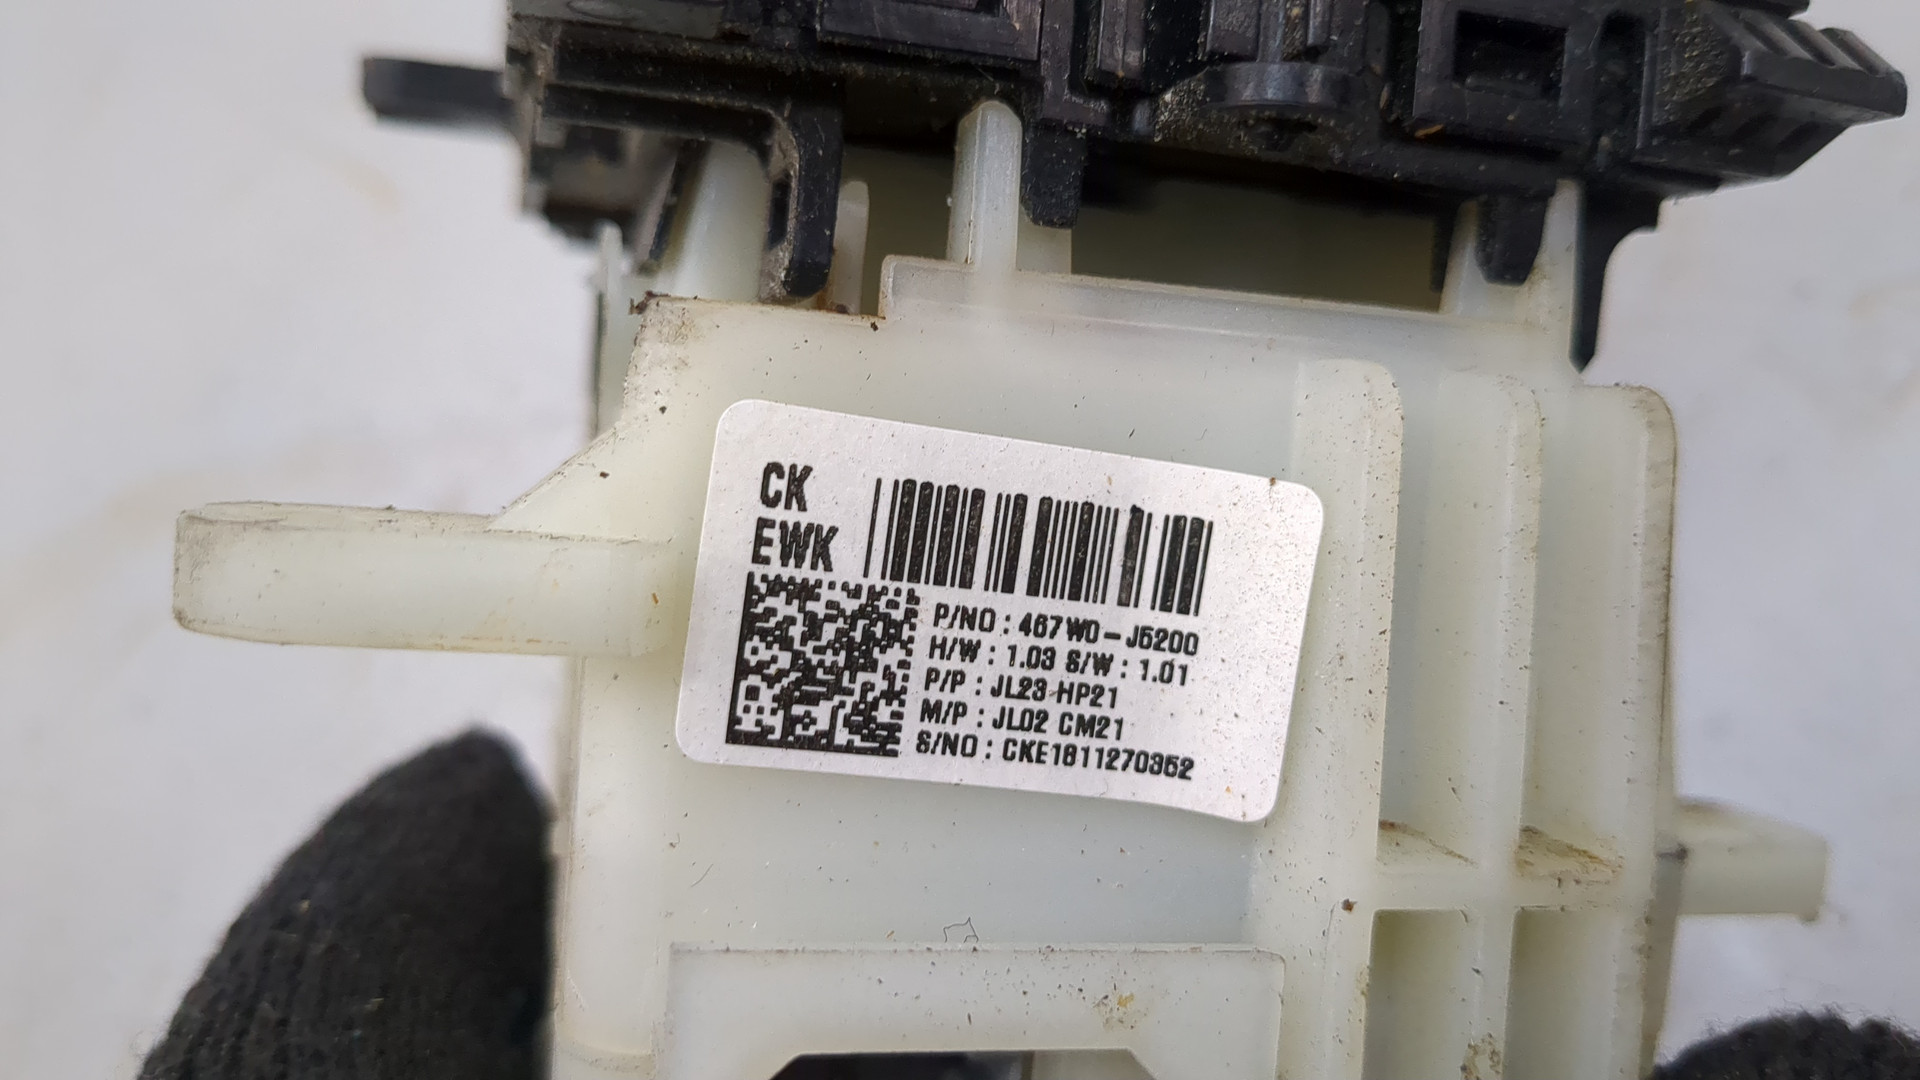 CK
EWK
P/NO : 467W0-J5200
H/W : 1.03 S/W : 1.01
P/P : JL23 HP21
M/P : JL02 CM21
S/NO : CKE1811270352